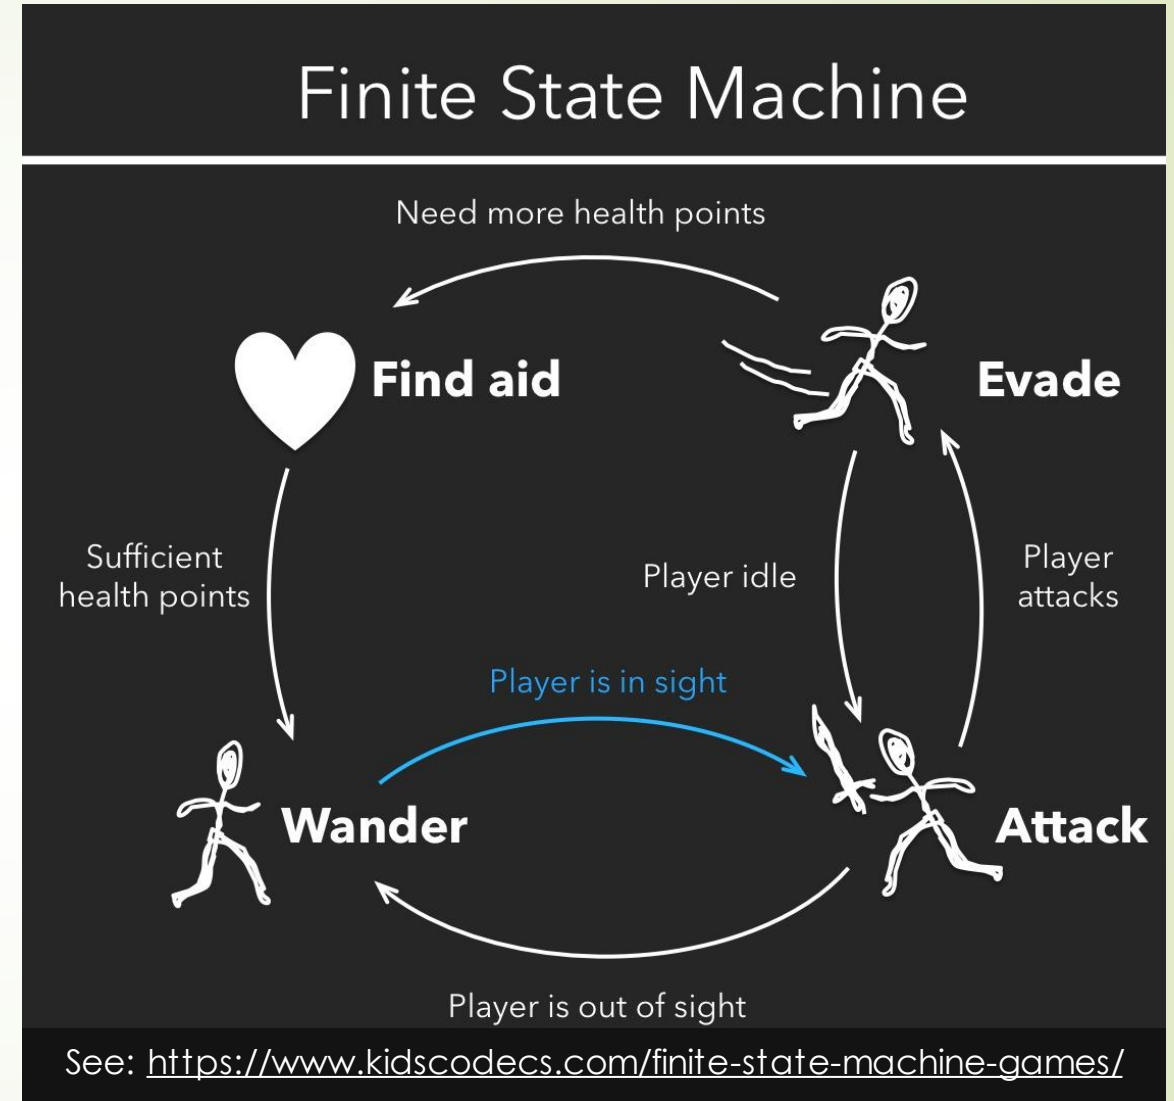 Finite State Machine
Need more health points
Find aid
Evade
Sufficient
health points
Player idle
Player
attacks
Player is in sight
Wander
Attack
Player is out of sight
See: https://www.kidscodecs.com/finite-state-machine-games/